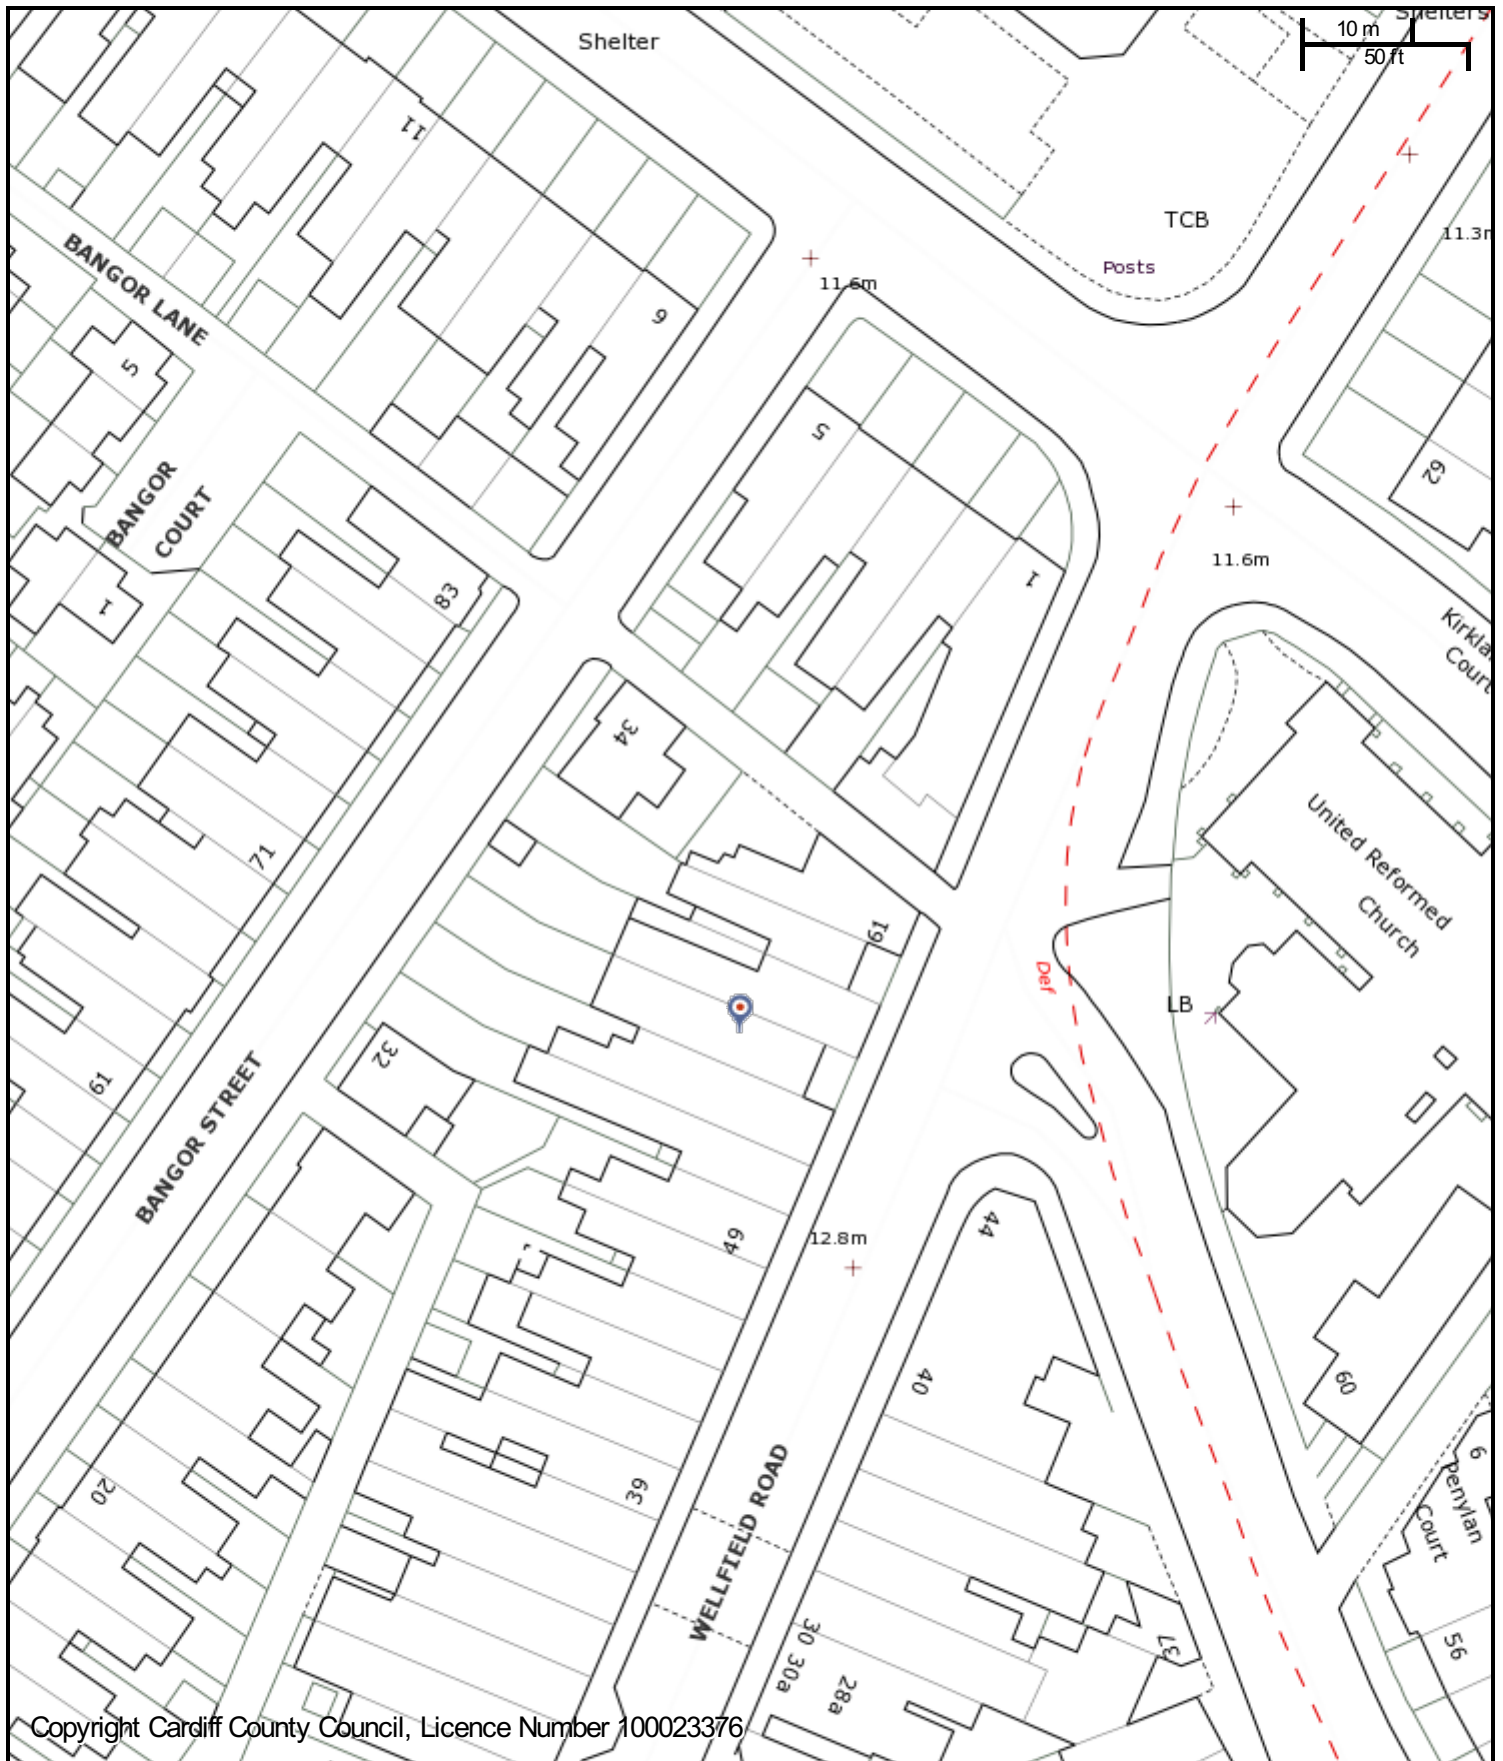 Shelters
10 m
50 ft
Shelter
11
TCB
Posts
11.3m
11.6m
BANGOR LANE
9
5
5
62
BANGOR
COURT
83
1
1
11.6m
Kirkla
Court
34
71
United Reformed
Church
61
Def
LB
32
61
BANGOR STREET
49
12.8m
44
40
60
6
Penylan
Court
20
39
WELLFIELD ROAD
30
30a
28a
37
56
Copyright Cardiff County Council, Licence Number 100023376